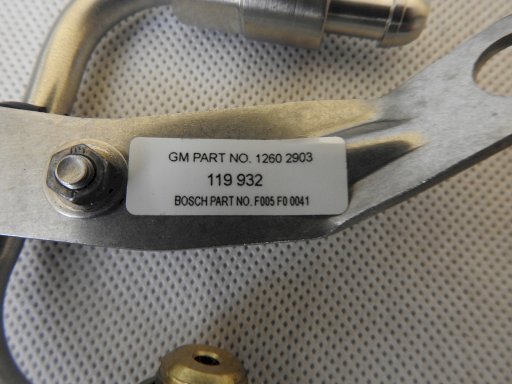 GM PART NO. 1260 2903
119 932
BOSCH PART NO. F005 F0 0041